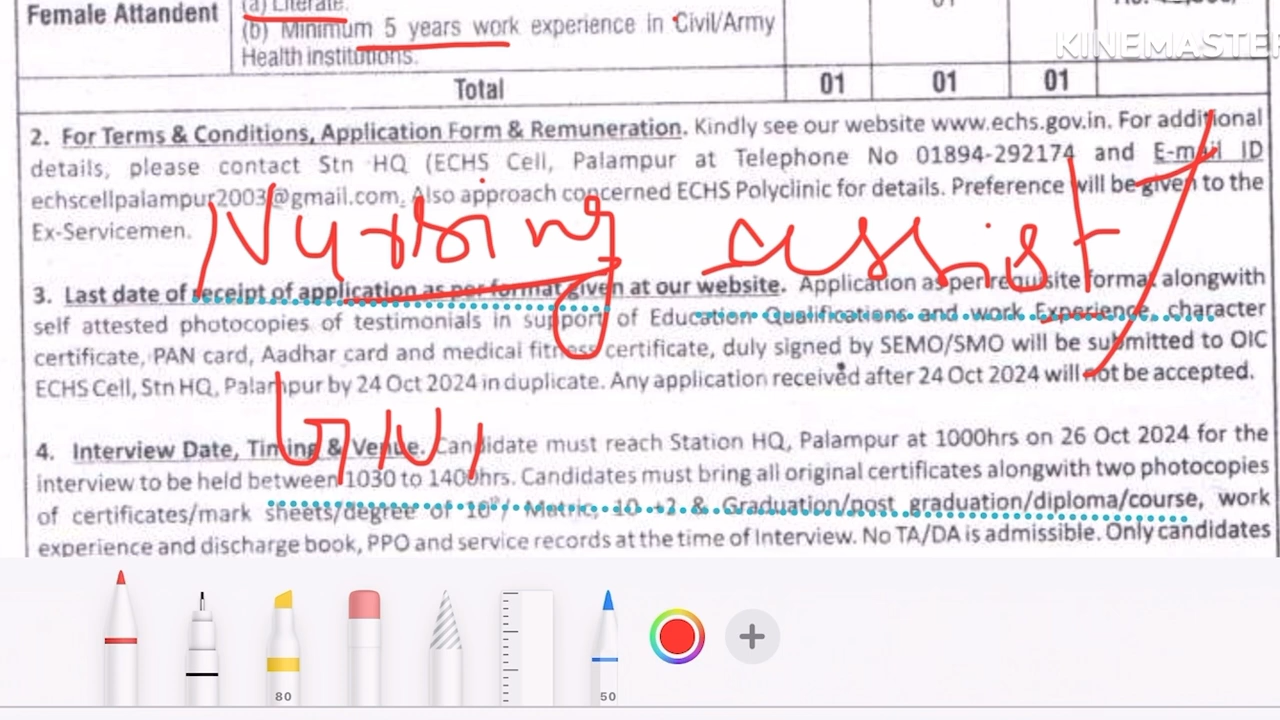 Female Attandent
(a) Literate.
01
(b) Minimum 5 years work experience in Civil/Army
Health institutions.
KINEMASTER
Total 01 01 01
2. For Terms & Conditions, Application Form & Remuneration. Kindly see our website www.echs.gov.in. For additional
details, please contact Stn HQ (ECHS Cell, Palampur at Telephone No 01894-292174 and E-mail ID
echscellpalampur2003@gmail.com. Also approach concerned ECHS Polyclinic for details. Preference will be given to the
Ex-Servicemen.
Nursing assist
3. Last date of receipt of application as per format given at our website. Application as per requisite format alongwith
self attested photocopies of testimonials in support of Education Qualifications and work Experience, character
certificate, PAN card, Aadhar card and medical fitness certificate, duly signed by SEMO/SMO will be submitted to OIC
ECHS Cell, Stn HQ, Palampur by 24 Oct 2024 in duplicate. Any application received after 24 Oct 2024 will not be accepted.
4. Interview Date, Timing & Venue. Candidate must reach Station HQ, Palampur at 1000hrs on 26 Oct 2024 for the
interview to be held between 1030 to 1400hrs. Candidates must bring all original certificates alongwith two photocopies
of certificates/mark sheets/degree of 10th/ Matric, 10 +2 & Graduation/post graduation/diploma/course, work
experience and discharge book, PPO and service records at the time of Interview. No TA/DA is admissible. Only candidates
80 50